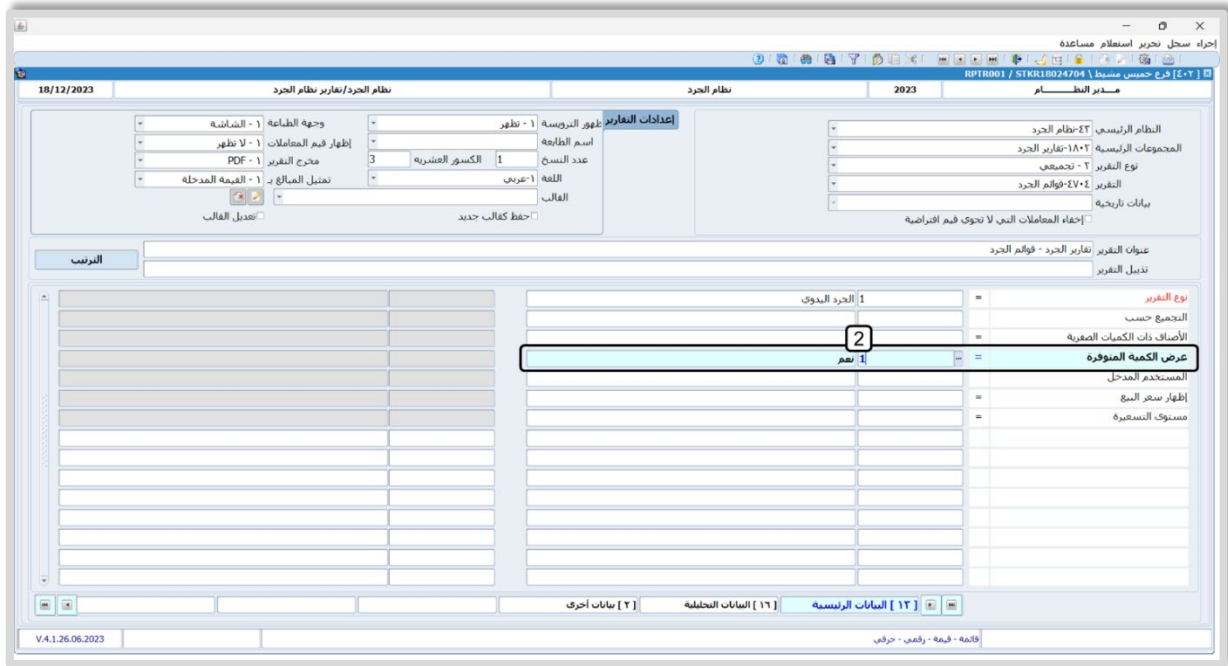 إجراء سجل تحرير استعلام مساعدة
[٤٠٢] فرع خميس مشيط \ RPTR001 / STKR18024704
مـــدير النظـــــــــام
2023
نظام الجرد
نظام الجرد/تقارير نظام الجرد
18/12/2023
النظام الرئيسي ٤٣-نظام الجرد
المجموعات الرئيسية ١٨٠٢-تقارير الجرد
نوع التقرير ٢ - تجميعي
التقرير ٤٧٠٤-قوائم الجرد
بيانات تاريخية
إخفاء المعاملات التي لا تحوي قيم افتراضية
إعدادات التقارير
ظهور الترويسة ١ - تظهر
وجهة الطباعة ١ - الشاشة
اسم الطابعة
إظهار قيم المعاملات ١ - لا تظهر
عدد النسخ 1 الكسور العشرية 3
مخرج التقرير ١ - PDF
اللغة ١-عربي
تمثيل المبالغ بـ ١ - القيمة المدخلة
القالب
حفظ كقالب جديد
تعديل القالب
عنوان التقرير تقارير الجرد - قوائم الجرد
تذييل التقرير
الترتيب
نوع التقرير = 1 الجرد اليدوي
التجميع حسب
الأصناف ذات الكميات الصفرية =
2
عرض الكمية المتوفرة = ... 1 نعم
المستخدم المدخل
إظهار سعر البيع =
مستوى التسعيرة =
[ ١٣ ] البيانات الرئيسية
[ ١٦ ] البيانات التحليلية
[ ٢ ] بيانات أخرى
قائمة - قيمة - رقمي - حرفي
V.4.1.26.06.2023